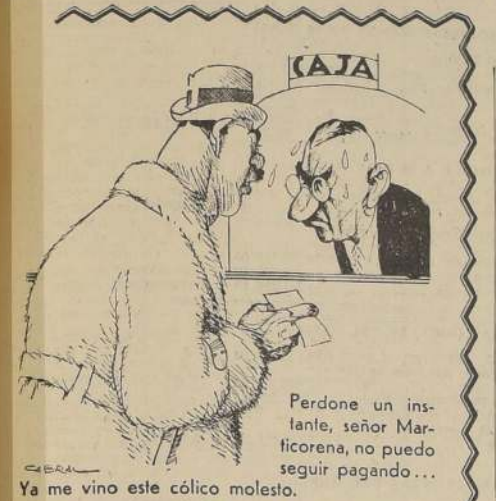 CAJA
Perdone un ins-
tante, señor Mar-
ticorena, no puedo
seguir pagando...
CABRAL
Ya me vino este cólico molesto.